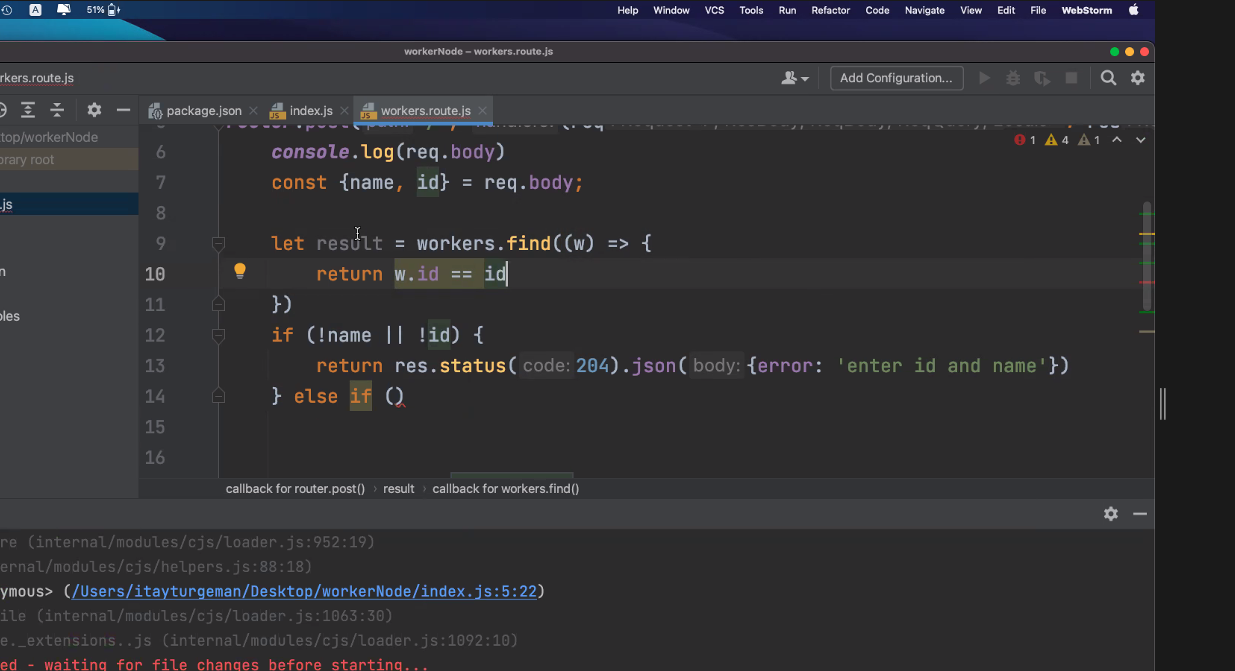 51% Help Window VCS Tools Run Refactor Code Navigate View Edit File WebStorm
workerNode – workers.route.js
rkers.route.js Add Configuration...
package.json index.js workers.route.js
top/workerNode
brary root
.js
6 console.log(req.body)
7 const {name, id} = req.body;
8
9 let result = workers.find((w) => {
10 return w.id == id
11 })
12 if (!name || !id) {
13 return res.status( code: 204).json( body: {error: 'enter id and name'})
14 } else if ()
15
16
1 4 1
callback for router.post() › result › callback for workers.find()
re (internal/modules/cjs/loader.js:952:19)
ernal/modules/cjs/helpers.js:88:18)
ymous> (/Users/itayturgeman/Desktop/workerNode/index.js:5:22)
ile (internal/modules/cjs/loader.js:1063:30)
e._extensions..js (internal/modules/cjs/loader.js:1092:10)
ed - waiting for file changes before starting...